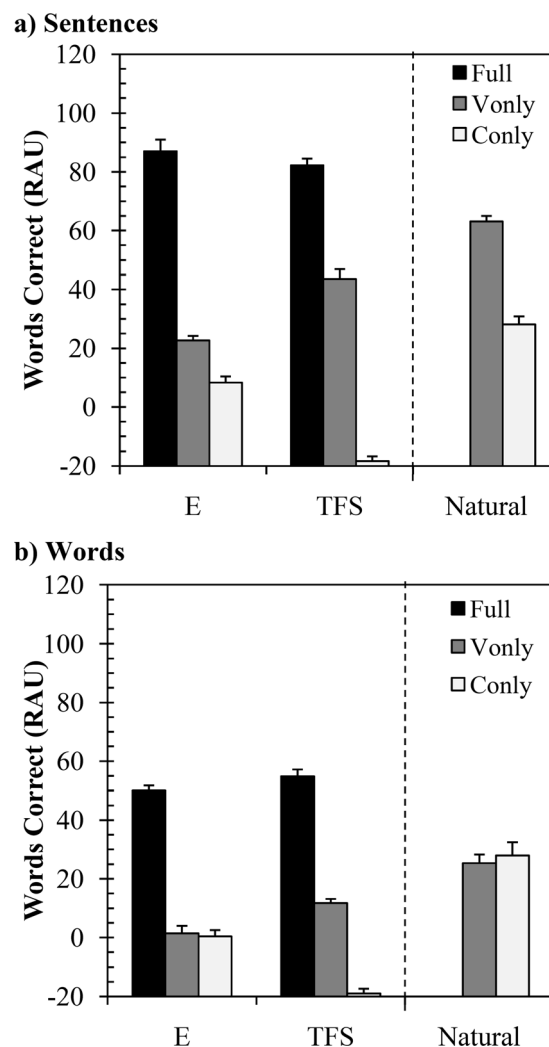 a) Sentences
120
100
80
60
40
20
0
-20
Words Correct (RAU)
Full
Vonly
Conly
E TFS Natural
b) Words
120
100
80
60
40
20
0
-20
Words Correct (RAU)
Full
Vonly
Conly
E TFS Natural